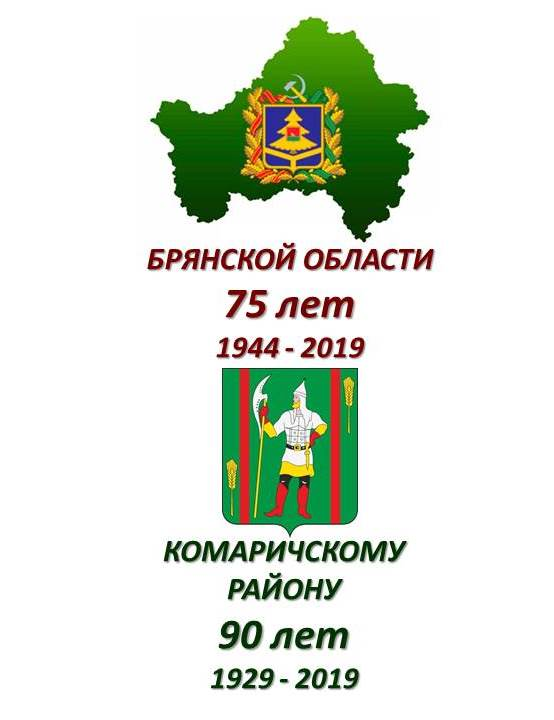 БРЯНСКОЙ ОБЛАСТИ
75 лет
1944 - 2019
КОМАРИЧСКОМУ
РАЙОНУ
90 лет
1929 - 2019